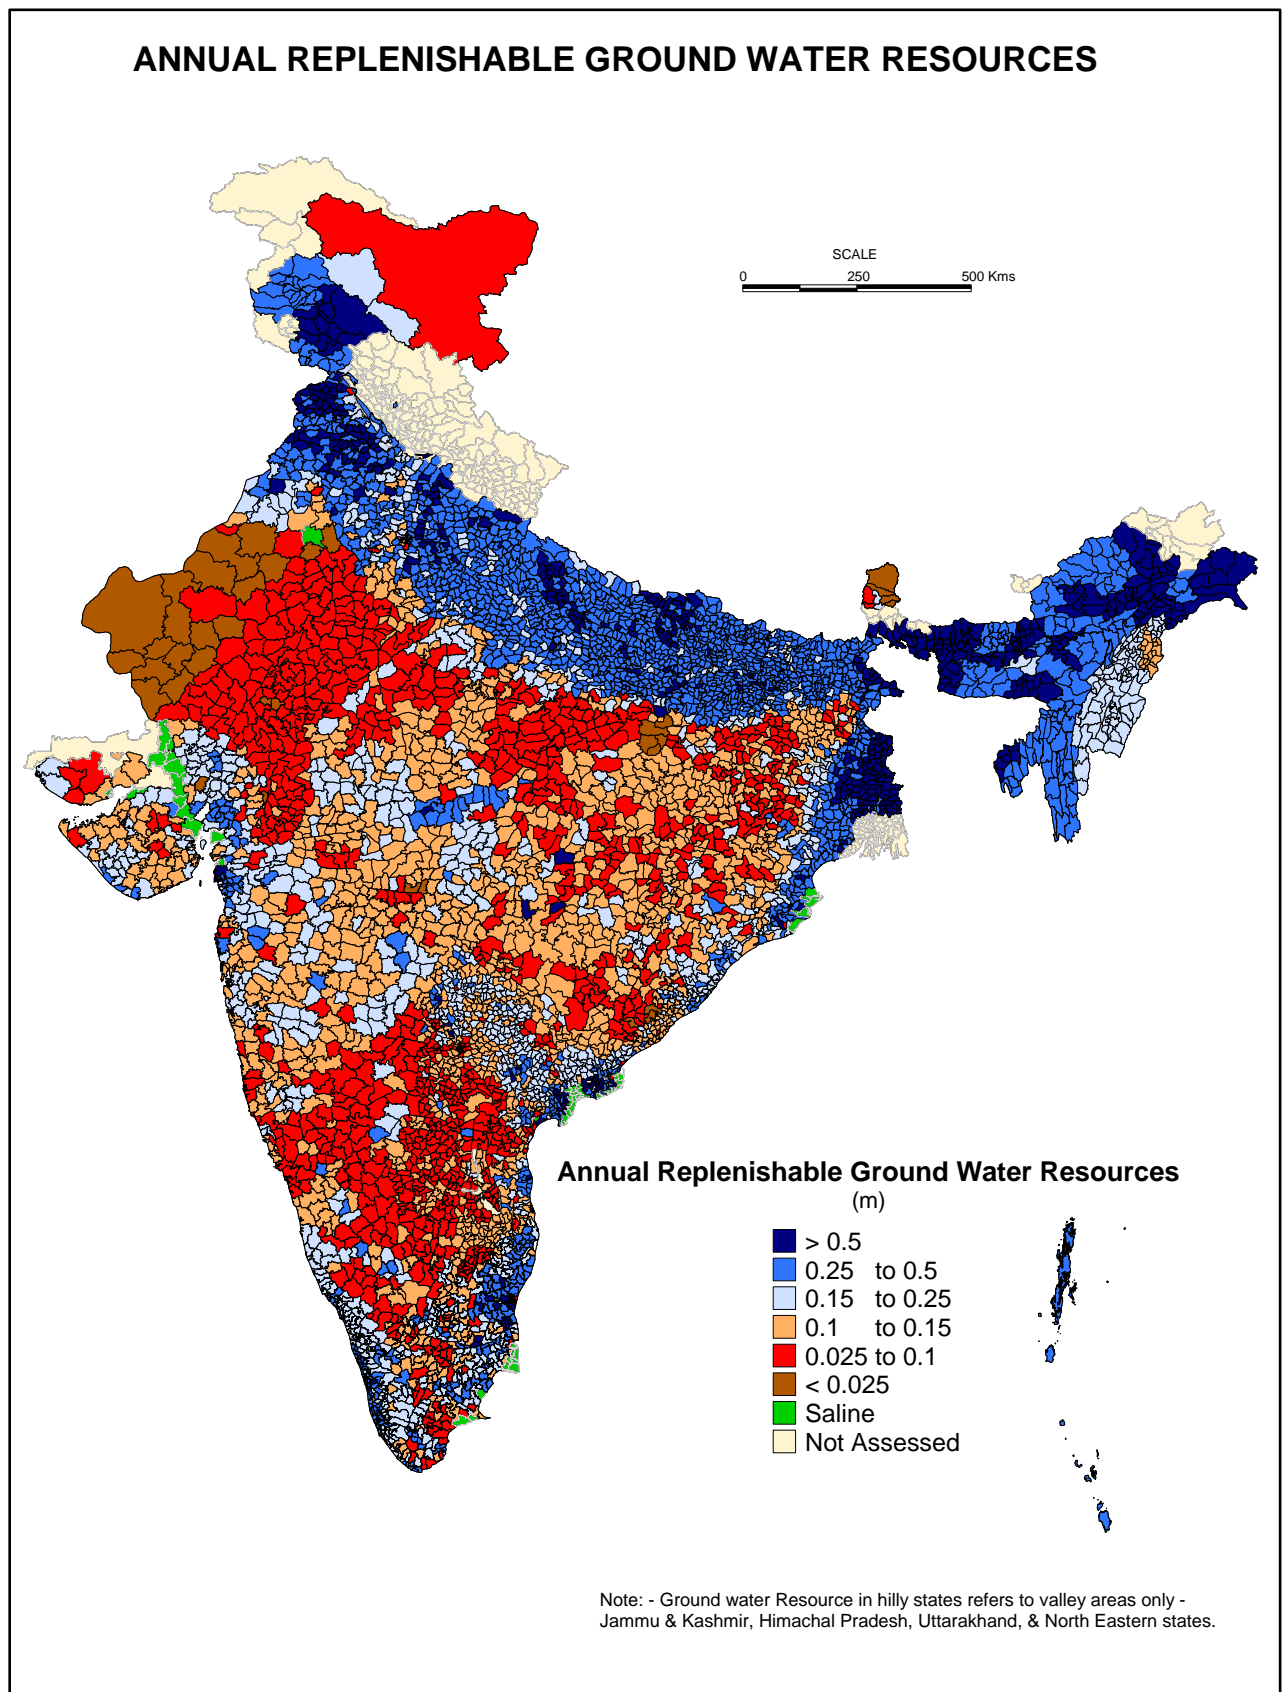 ANNUAL REPLENISHABLE GROUND WATER RESOURCES
SCALE
0 250 500 Kms
Annual Replenishable Ground Water Resources
(m)
> 0.5
0.25 to 0.5
0.15 to 0.25
0.1 to 0.15
0.025 to 0.1
< 0.025
Saline
Not Assessed
Note: - Ground water Resource in hilly states refers to valley areas only -
Jammu & Kashmir, Himachal Pradesh, Uttarakhand, & North Eastern states.